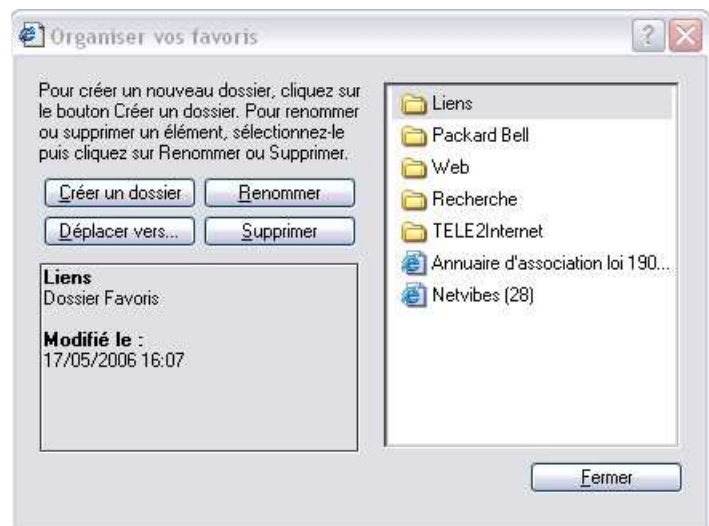 Organiser vos favoris
Pour créer un nouveau dossier, cliquez sur
le bouton Créer un dossier. Pour renommer
ou supprimer un élément, sélectionnez-le
puis cliquez sur Renommer ou Supprimer.
Créer un dossier
Renommer
Déplacer vers...
Supprimer
Liens
Dossier Favoris
Modifié le :
17/05/2006 16:07
Liens
Packard Bell
Web
Recherche
TELE2Internet
Annuaire d'association loi 190...
Netvibes (28)
Fermer